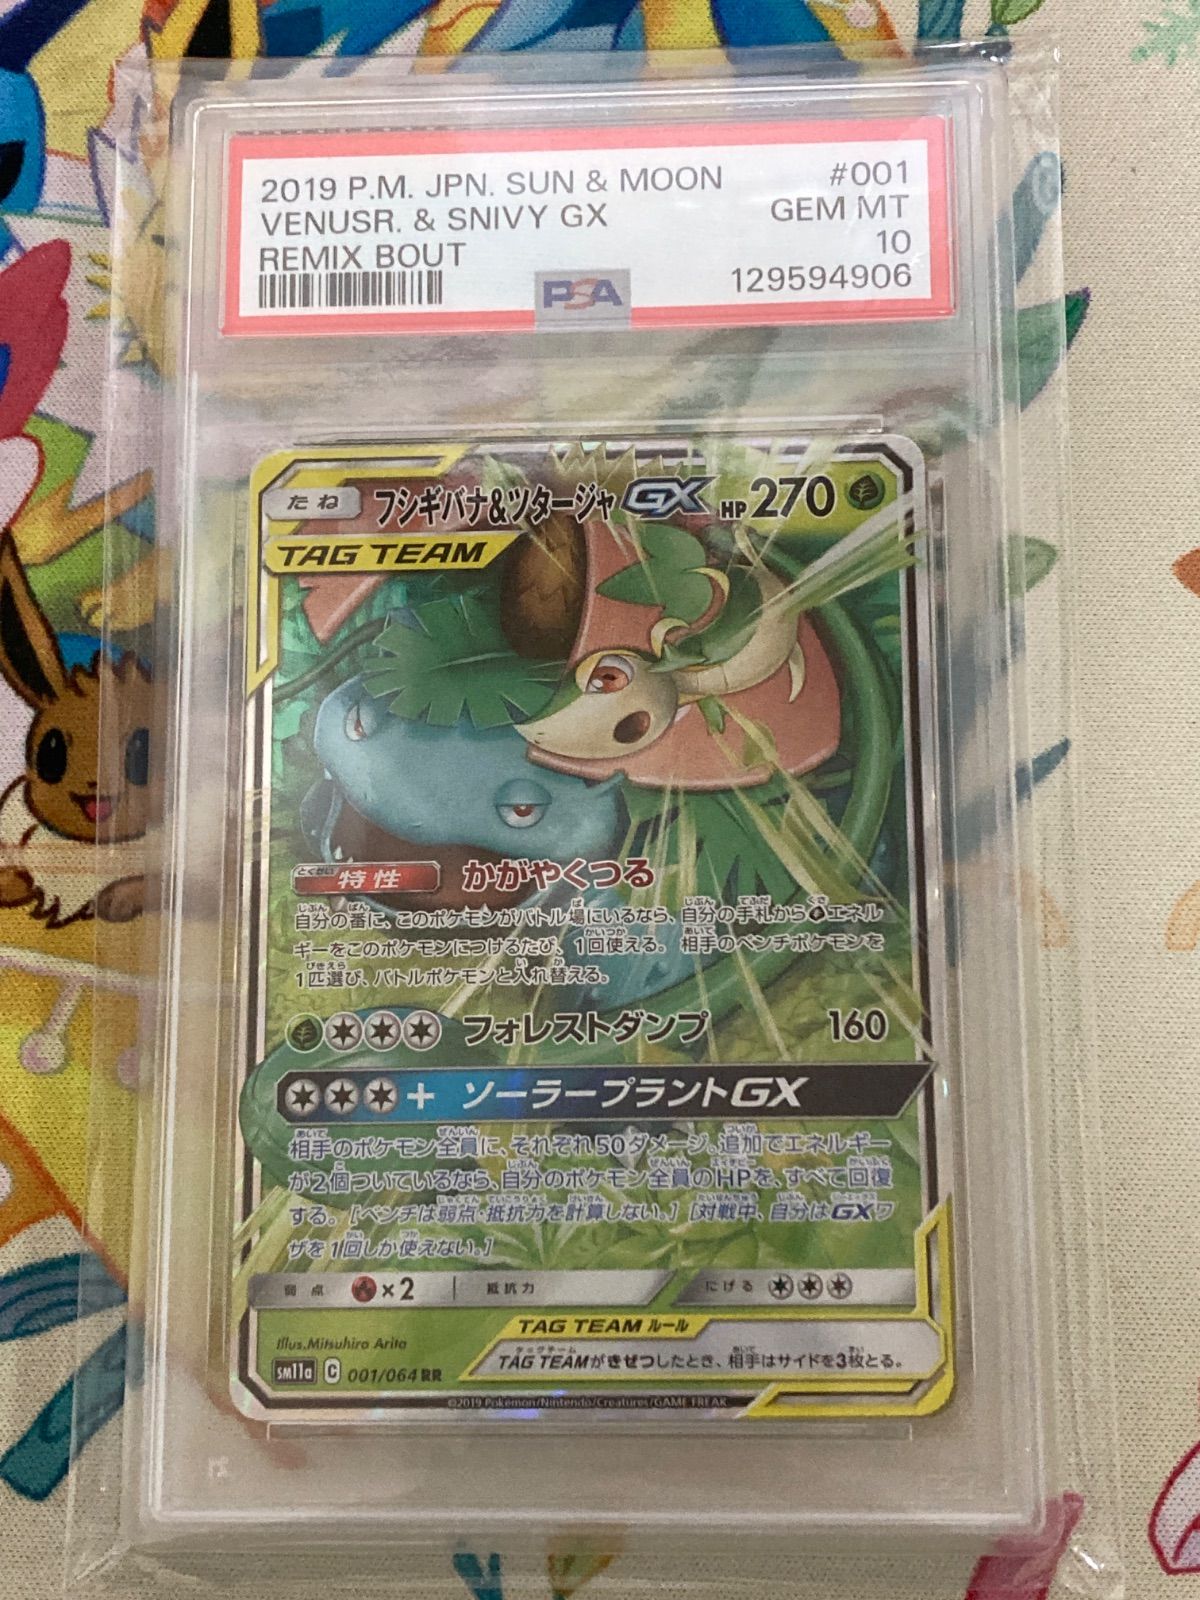 2019 P.M. JPN. SUN & MOON #001
VENUSR. & SNIVY GX GEM MT
REMIX BOUT 10
PSA 129594906
たね フシギバナ&ツタージャGX HP270
TAG TEAM
とくせい
特性 かがやくつる
自分の番に、このポケモンがバトル場にいるなら、自分の手札からエネル
ギーをこのポケモンにつけるたび、1回使える。相手のベンチポケモンを
1匹選び、バトルポケモンと入れ替える。
フォレストダンプ 160
+ ソーラープラントGX
相手のポケモン全員に、それぞれ50ダメージ。追加でエネルギー
が2個ついているなら、自分のポケモン全員のHPを、すべて回復
する。[ベンチは弱点・抵抗力を計算しない。] [対戦中、自分はGXワ
ザを1回しか使えない。]
弱点 ×2 抵抗力 にげる
Illus.Mitsuhiro Arita
TAG TEAM ルール
TAG TEAMがきぜつしたとき、相手はサイドを3枚とる。
sm11a C 001/064 RR
©2019 Pokémon/Nintendo/Creatures/GAME FREAK